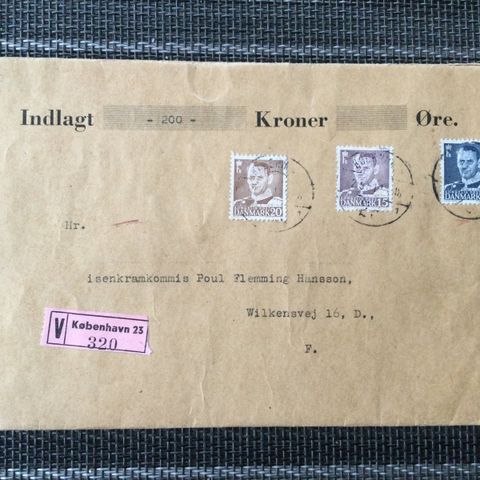 Indlagt - 200 - Kroner Øre.
DANMARK 20
DANMARK 15
DANMARK
Hr.
isenkramkommis Poul Flemming Hansson,
Wilkensvej 16, D.,
F.
V København 23
320